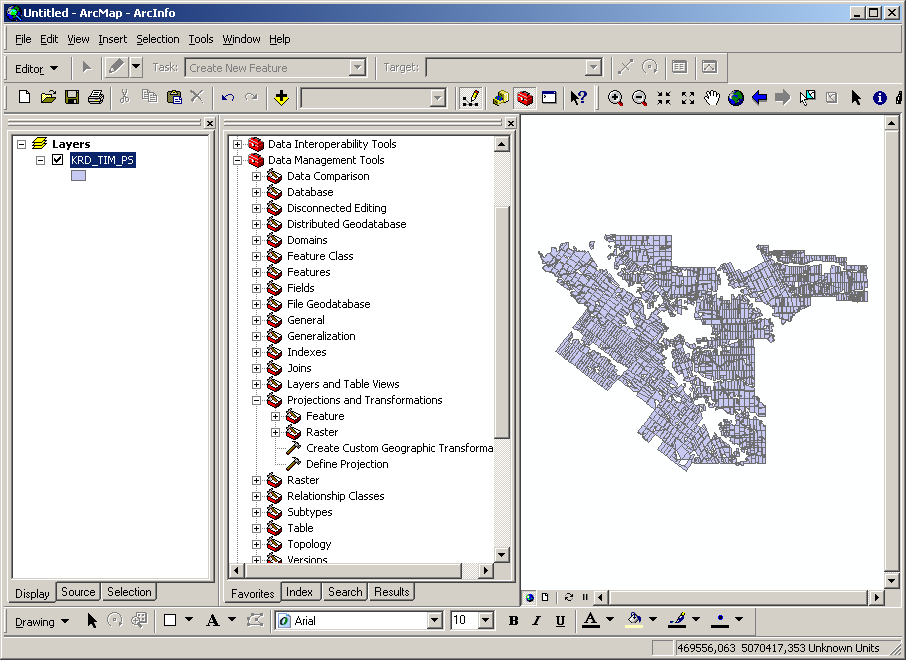 Untitled - ArcMap - ArcInfo
File Edit View Insert Selection Tools Window Help
Editor Task: Create New Feature Target:
Layers
KRD_TIM_PS
Data Interoperability Tools
Data Management Tools
Data Comparison
Database
Disconnected Editing
Distributed Geodatabase
Domains
Feature Class
Features
Fields
File Geodatabase
General
Generalization
Indexes
Joins
Layers and Table Views
Projections and Transformations
Feature
Raster
Create Custom Geographic Transforma
Define Projection
Raster
Relationship Classes
Subtypes
Table
Topology
Versions
Display Source Selection
Favorites Index Search Results
Drawing A Arial 10 B I U A
469556,063 5070417,353 Unknown Units